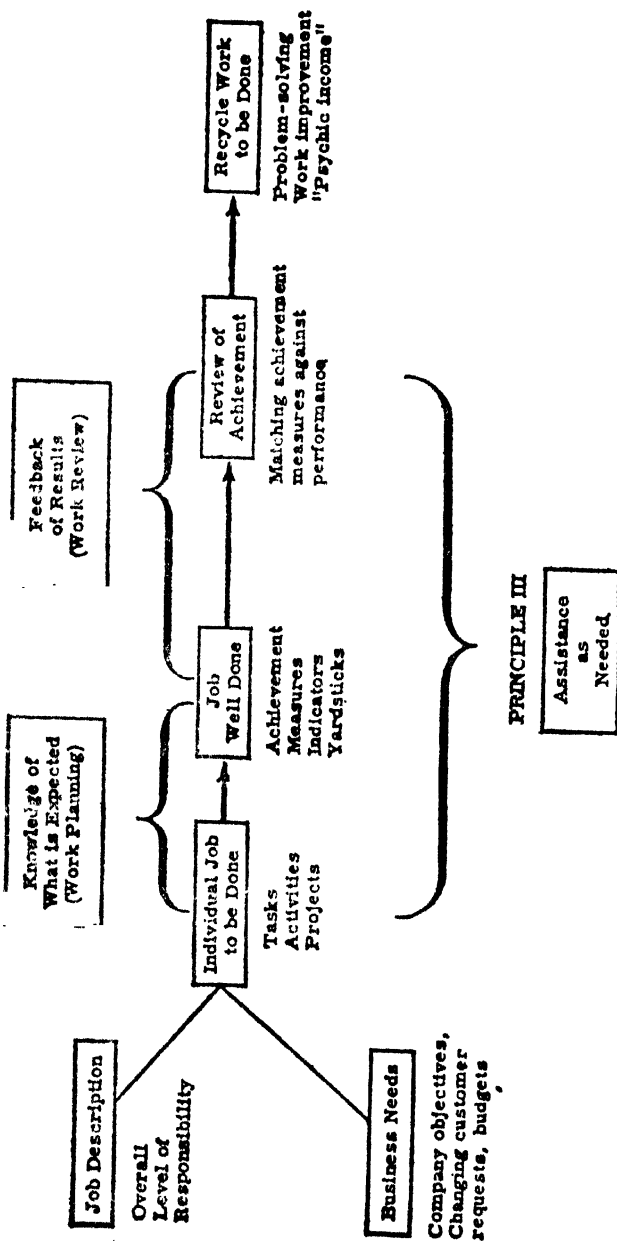 Knowledge of
What is Expected
(Work Planning)
Feedback
of Results
(Work Review)
Job Description
Overall
Level of
Responsibility
Business Needs
Company objectives,
Changing customer
requests, budgets
Individual Job
to be Done
Tasks
Activities
Projects
Job
Well Done
Achievement
Measures
Indicators
Yardsticks
Review of
Achievement
Matching achievement
measures against
performance
Recycle Work
to be Done
Problem-solving
Work improvement
"Psychic income"
PRINCIPLE III
Assistance
as
Needed